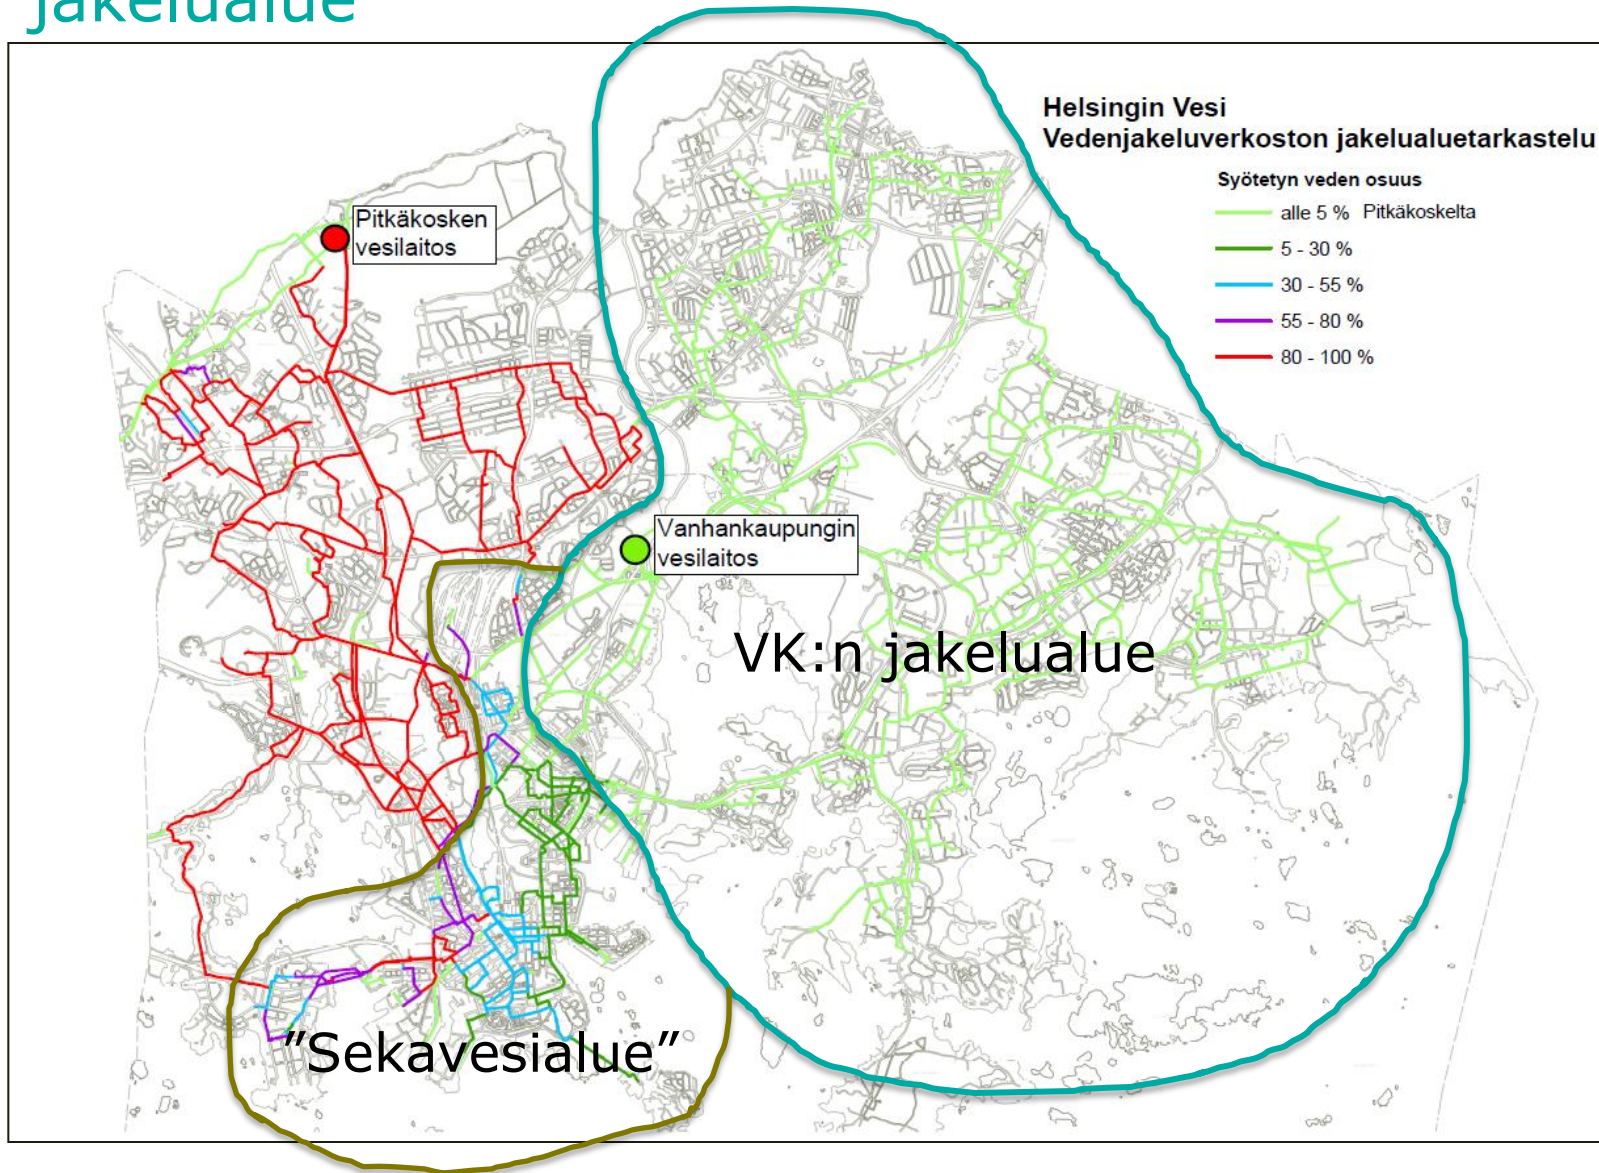 jakelualue
Helsingin Vesi
Vedenjakeluverkoston jakelualuetarkastelu
Syötetyn veden osuus
alle 5 % Pitkäkoskelta
5 - 30 %
30 - 55 %
55 - 80 %
80 - 100 %
Pitkäkosken
vesilaitos
Vanhankaupungin
vesilaitos
VK:n jakelualue
”Sekavesialue”